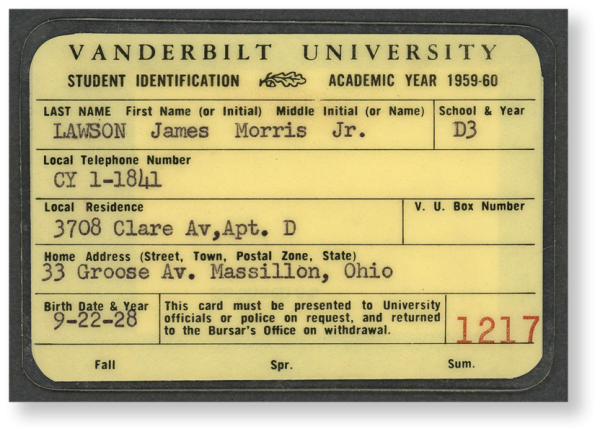 VANDERBILT UNIVERSITY
STUDENT IDENTIFICATION ACADEMIC YEAR 1959-60
LAST NAME First Name (or Initial) Middle Initial (or Name) School & Year
LAWSON James Morris Jr. D3
Local Telephone Number
CY 1-1841
Local Residence V. U. Box Number
3708 Clare Av,Apt. D
Home Address (Street, Town, Postal Zone, State)
33 Groose Av. Massillon, Ohio
Birth Date & Year
9-22-28
This card must be presented to University
officials or police on request, and returned
to the Bursar's Office on withdrawal.
1217
Fall Spr. Sum.